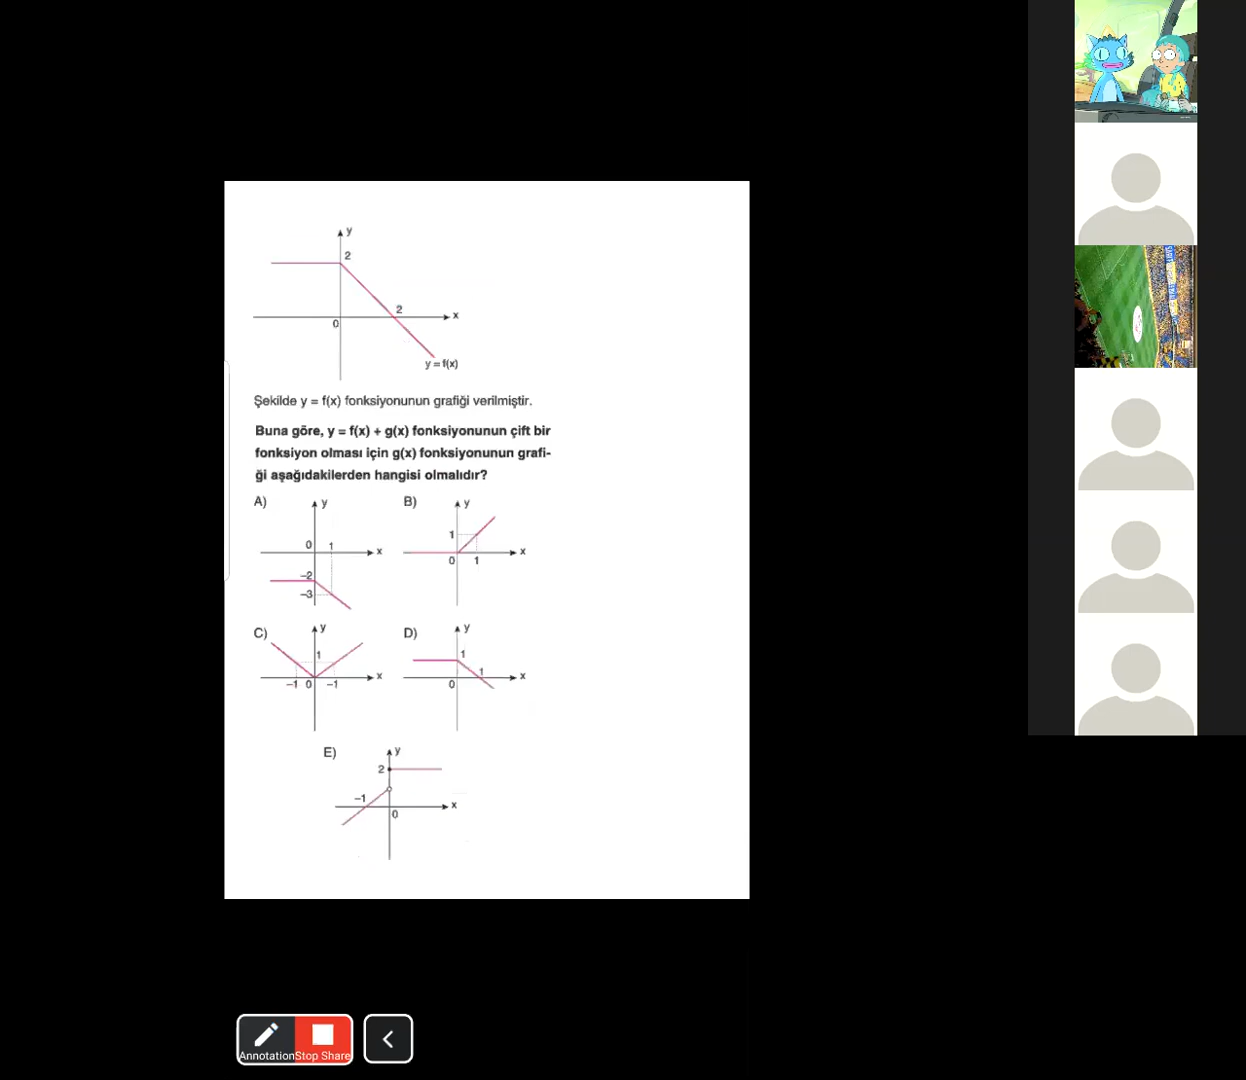 y
2
2
x
0
y = f(x)
Şekilde y = f(x) fonksiyonunun grafiği verilmiştir.
Buna göre, y = f(x) + g(x) fonksiyonunun çift bir
fonksiyon olması için g(x) fonksiyonunun grafi-
ği aşağıdakilerden hangisi olmalıdır?
A)
y
0
1
x
-2
-3
B)
y
1
x
0
1
C)
y
1
x
-1
0
-1
D)
y
1
1
x
0
E)
y
2
-1
x
0
Annotation
Stop Share